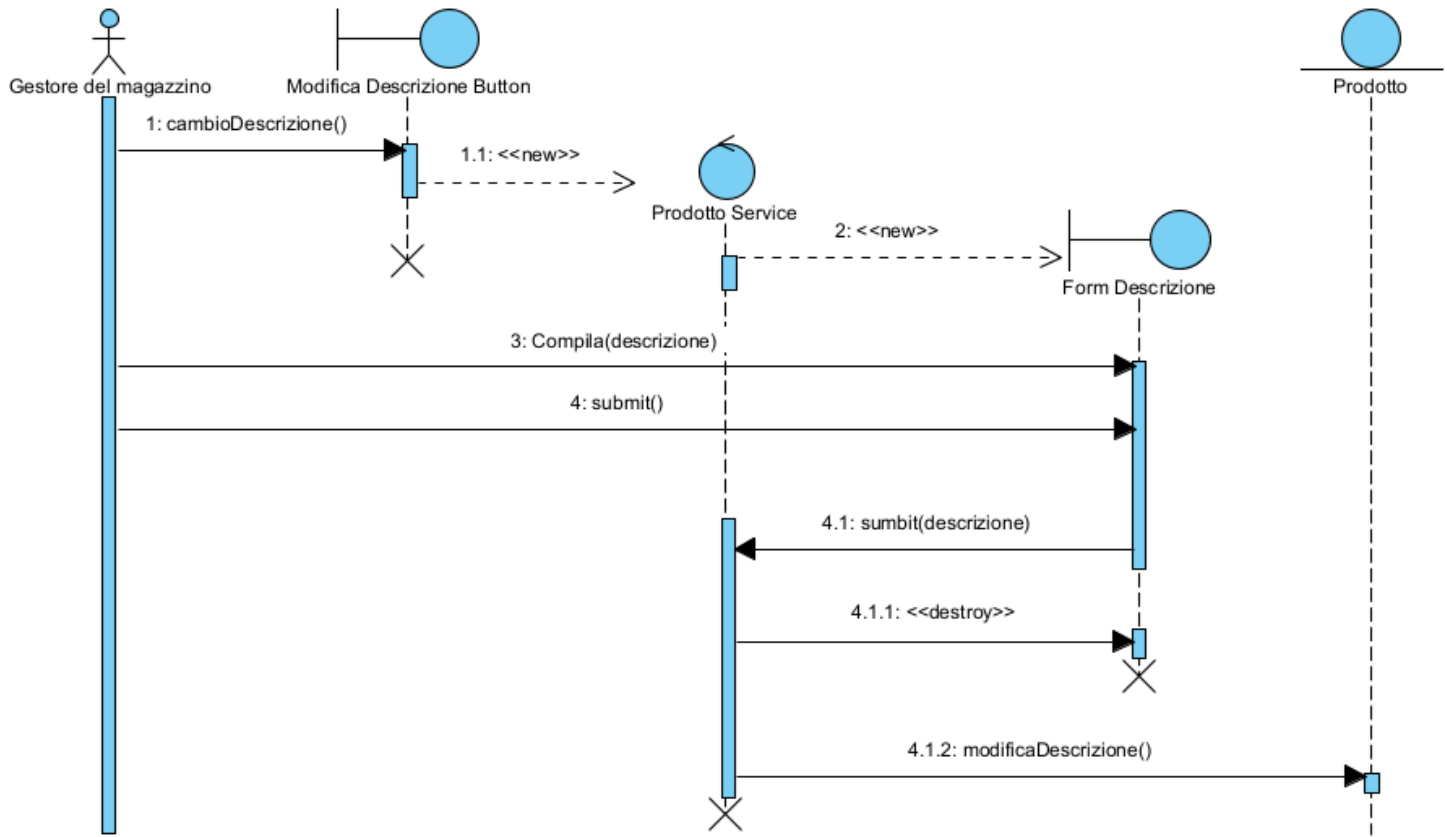 Gestore del magazzino
Modifica Descrizione Button
Prodotto
1: cambioDescrizione()
1.1: <<new>>
Prodotto Service
2: <<new>>
Form Descrizione
3: Compila(descrizione)
4: submit()
4.1: sumbit(descrizione)
4.1.1: <<destroy>>
4.1.2: modificaDescrizione()